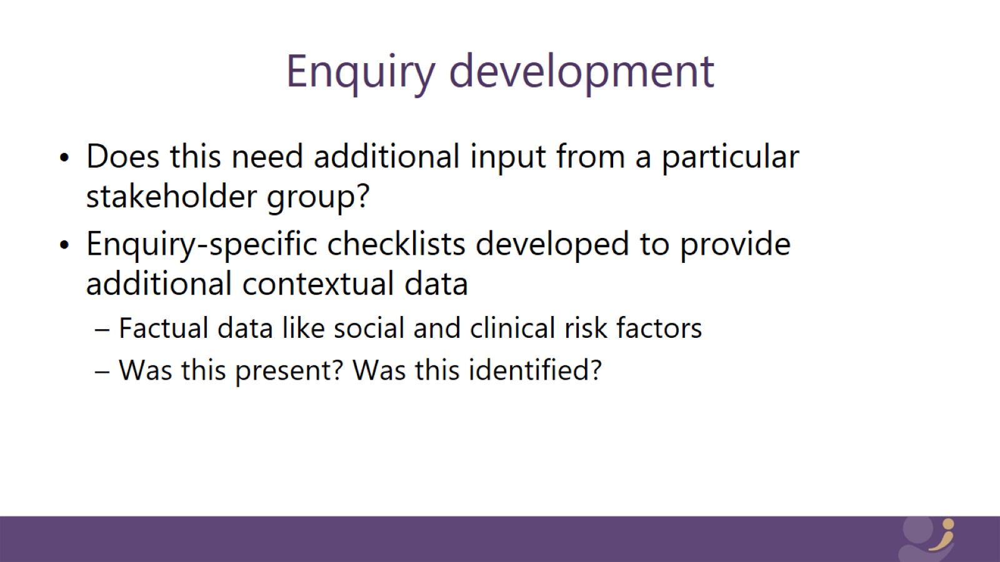 Enquiry development
• Does this need additional input from a particular
stakeholder group?
• Enquiry-specific checklists developed to provide
additional contextual data
– Factual data like social and clinical risk factors
– Was this present? Was this identified?